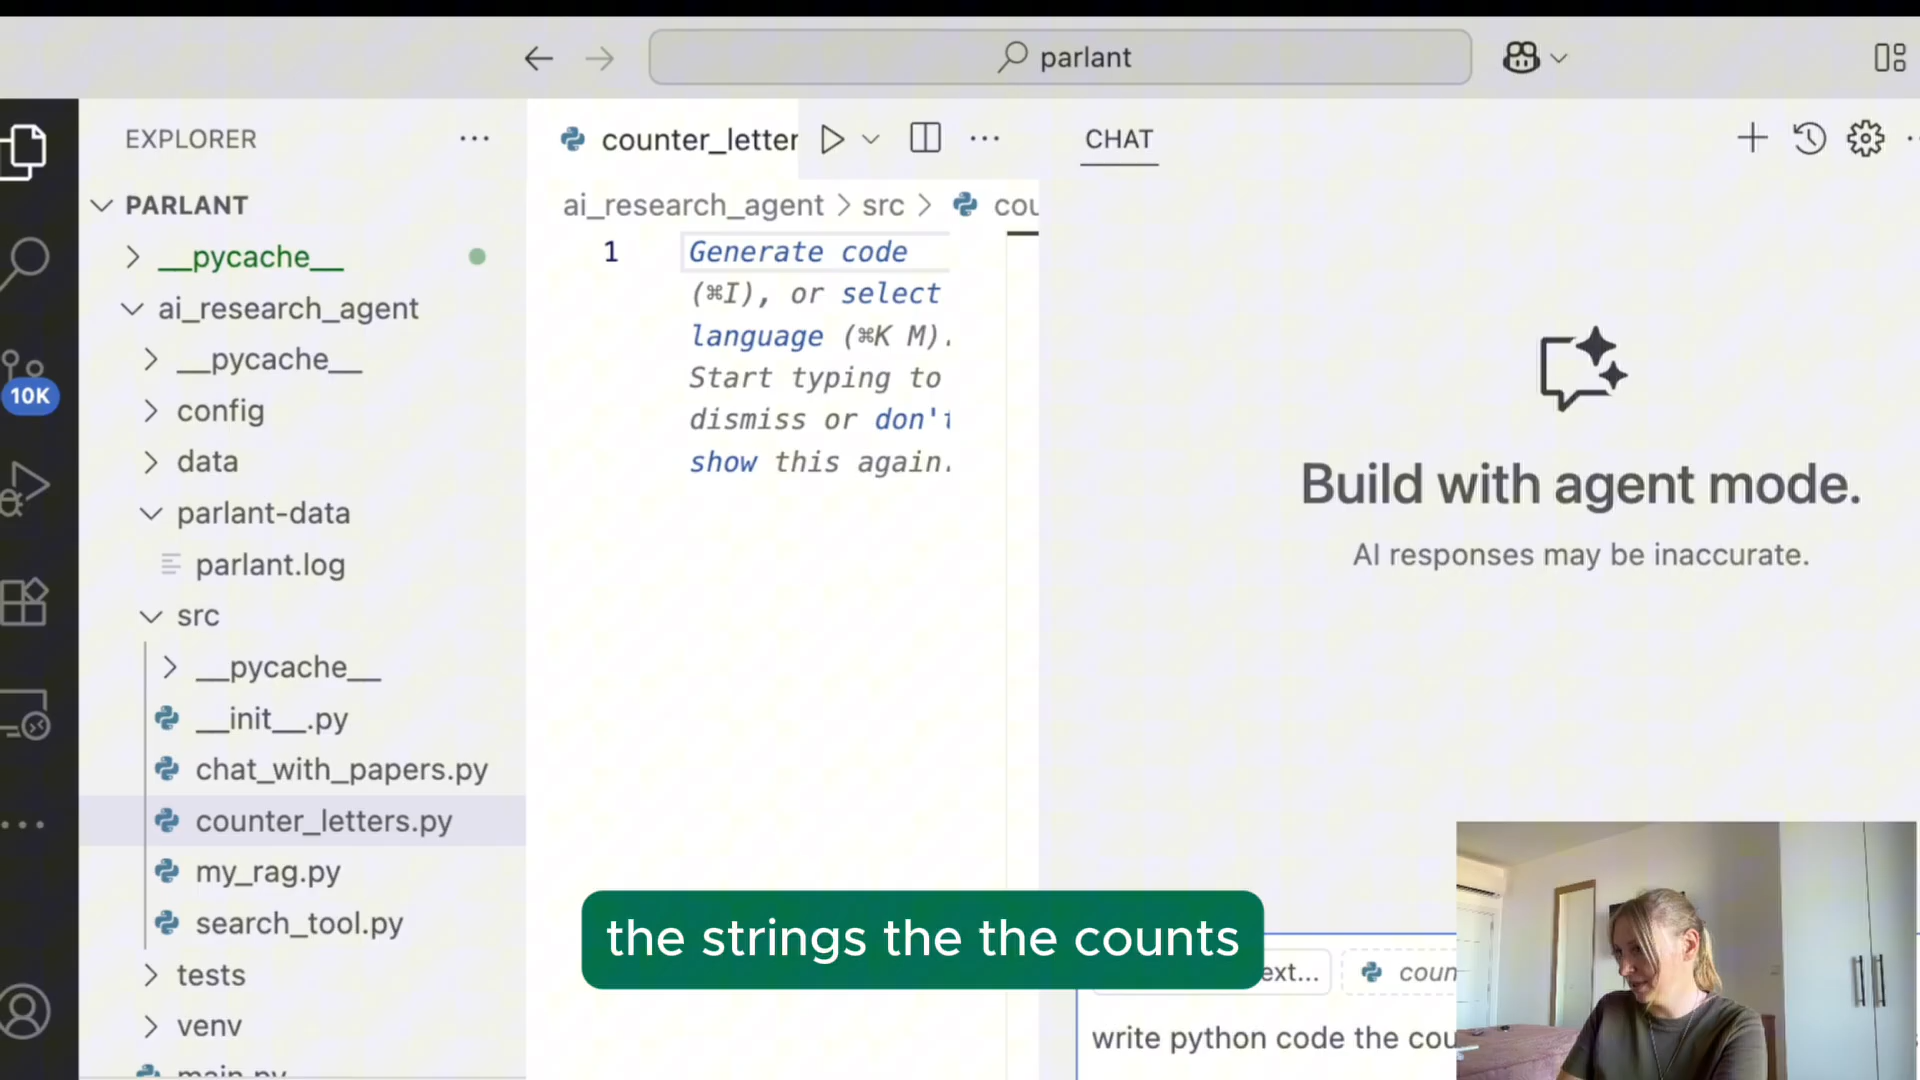 parlant
EXPLORER
PARLANT
__pycache__
ai_research_agent
__pycache__
config
data
parlant-data
parlant.log
src
__pycache__
__init__.py
chat_with_papers.py
counter_letters.py
my_rag.py
search_tool.py
tests
venv
main.py
10K
counter_letter
ai_research_agent > src > cou
1
Generate code
(⌘I), or select
language (⌘K M).
Start typing to
dismiss or don't
show this again.
CHAT
Build with agent mode.
AI responses may be inaccurate.
the strings the the counts
ext...
coun
write python code the cou